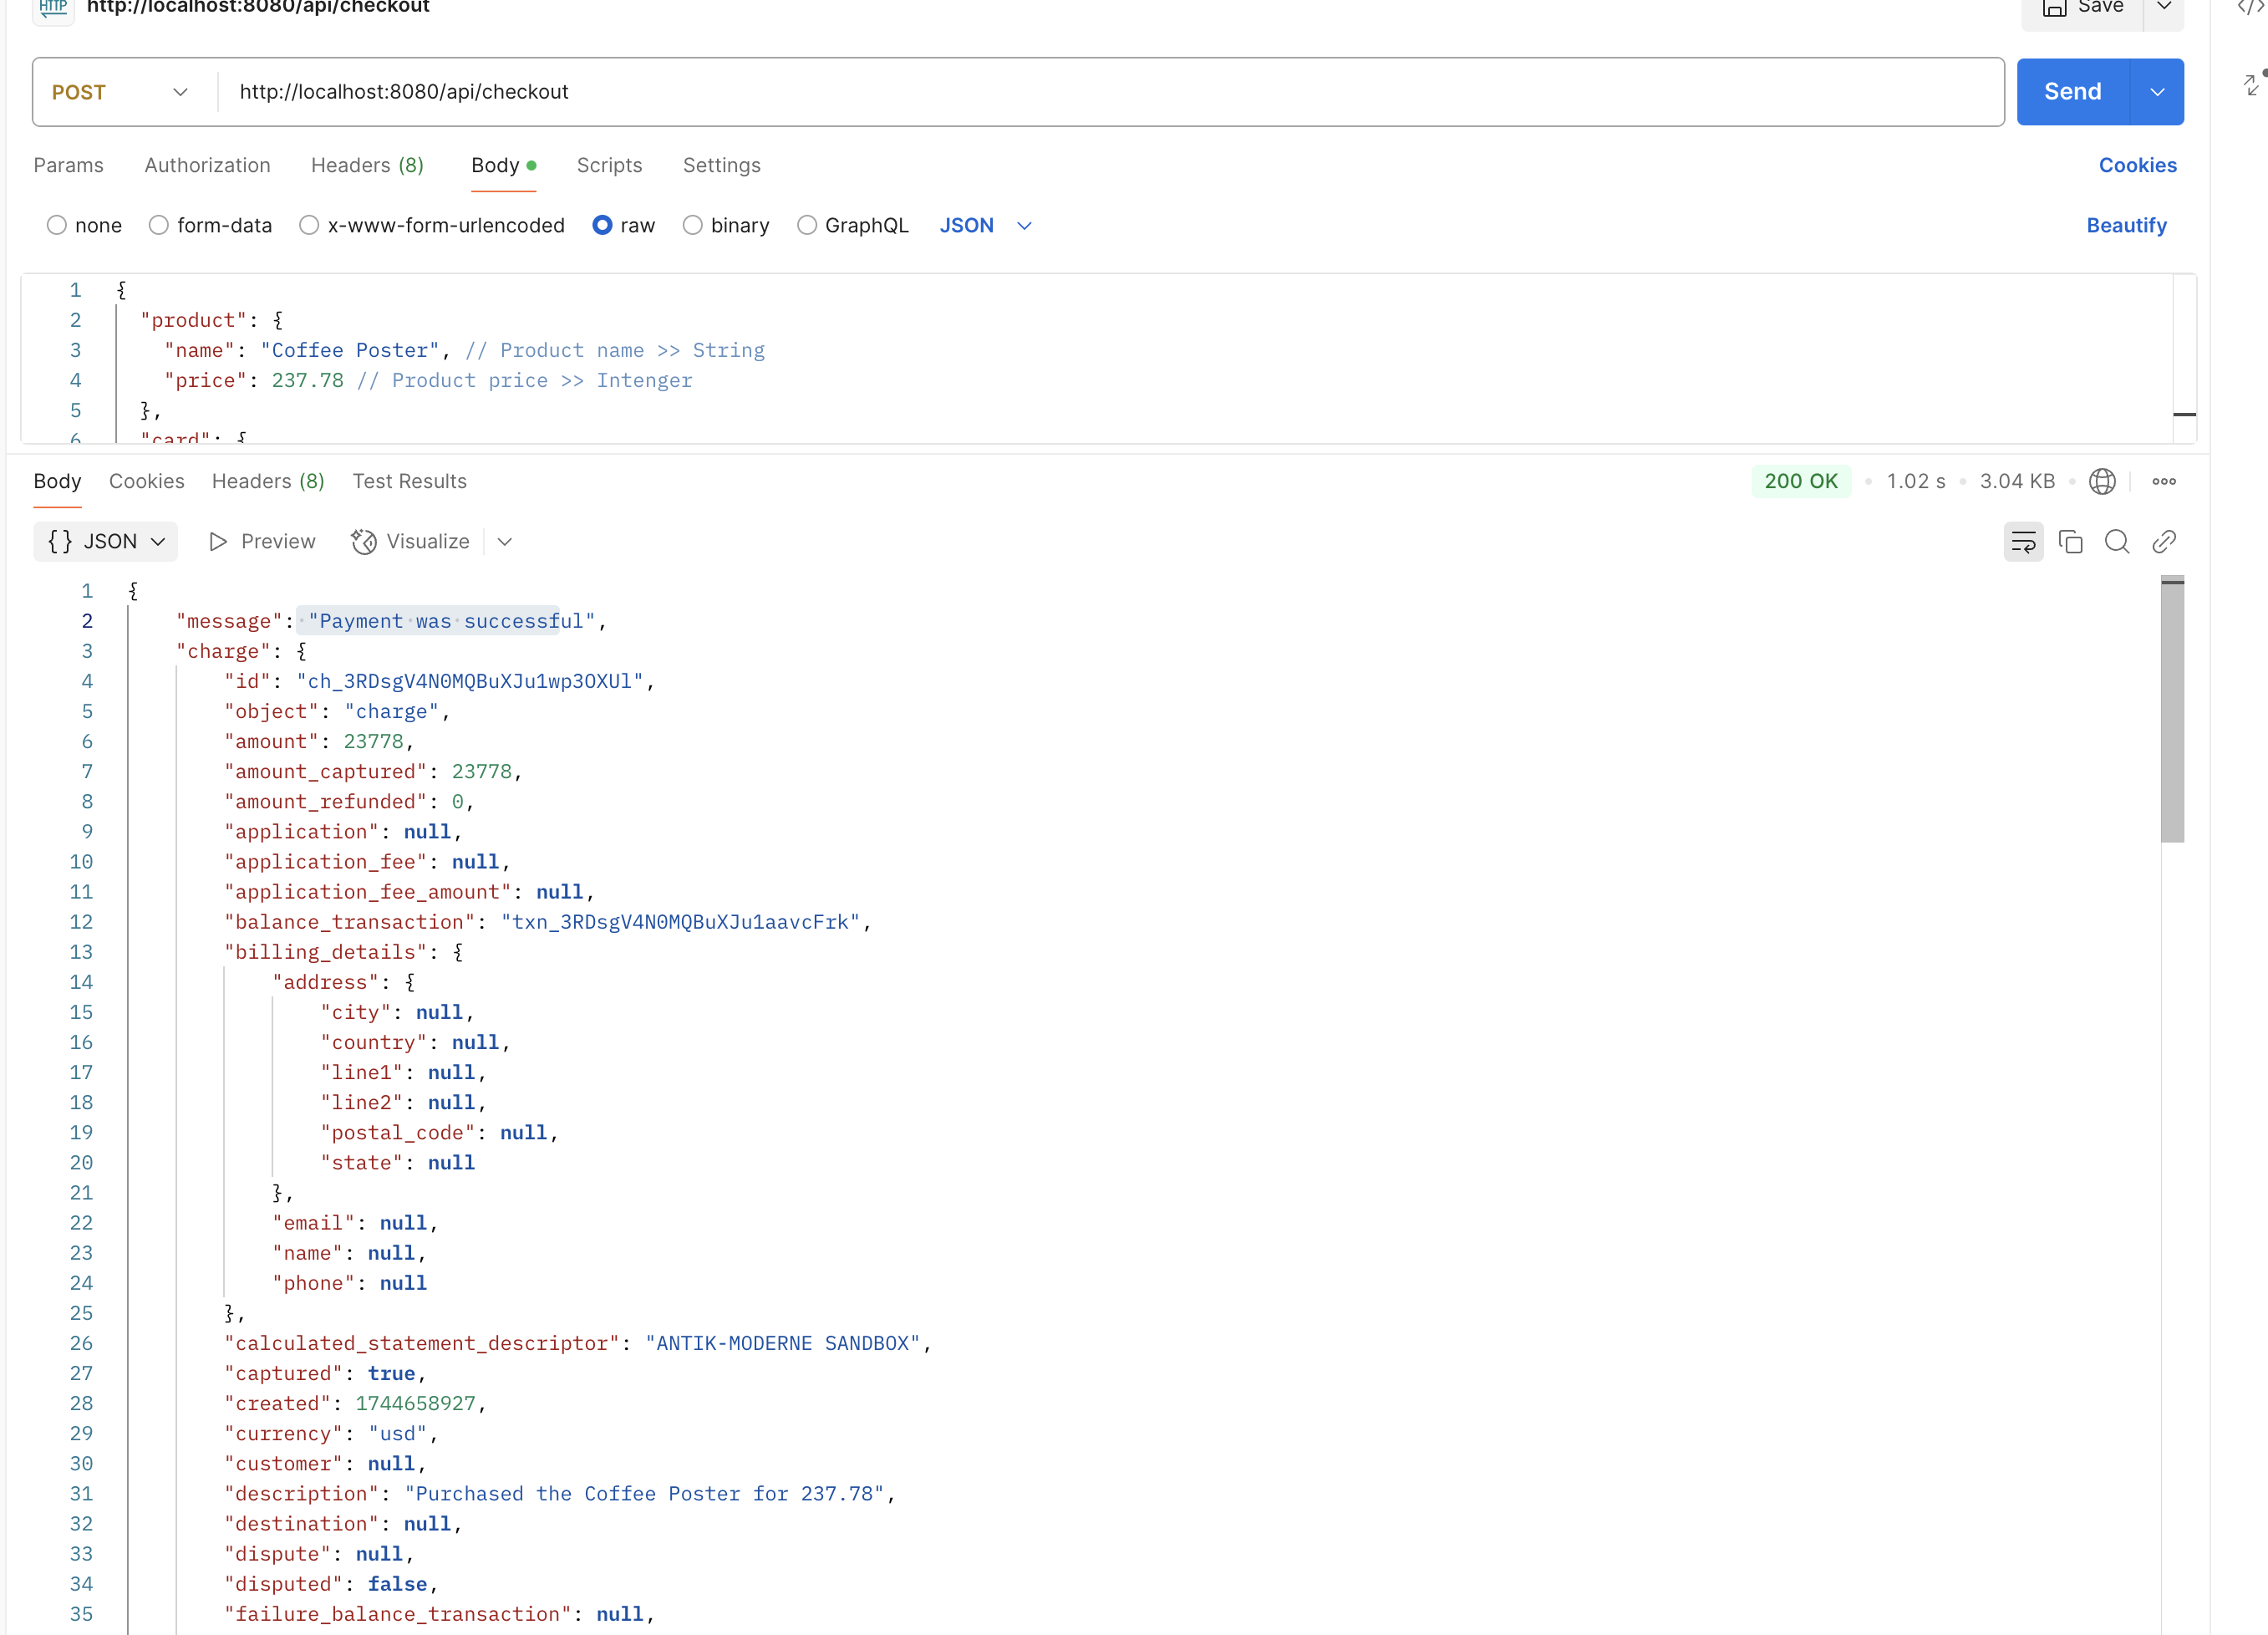 HTTP http://localhost:8080/api/checkout Save
POST http://localhost:8080/api/checkout Send
Params Authorization Headers (8) Body Scripts Settings Cookies
none form-data x-www-form-urlencoded raw binary GraphQL JSON Beautify
1 {
2 "product": {
3 "name": "Coffee Poster", // Product name >> String
4 "price": 237.78 // Product price >> Intenger
5 },
6 "card": {
Body Cookies Headers (8) Test Results 200 OK • 1.02 s • 3.04 KB •
{} JSON Preview Visualize
1 {
2 "message": "Payment was successful",
3 "charge": {
4 "id": "ch_3RDsgV4N0MQBuXJu1wp3OXUl",
5 "object": "charge",
6 "amount": 23778,
7 "amount_captured": 23778,
8 "amount_refunded": 0,
9 "application": null,
10 "application_fee": null,
11 "application_fee_amount": null,
12 "balance_transaction": "txn_3RDsgV4N0MQBuXJu1aavcFrk",
13 "billing_details": {
14 "address": {
15 "city": null,
16 "country": null,
17 "line1": null,
18 "line2": null,
19 "postal_code": null,
20 "state": null
21 },
22 "email": null,
23 "name": null,
24 "phone": null
25 },
26 "calculated_statement_descriptor": "ANTIK-MODERNE SANDBOX",
27 "captured": true,
28 "created": 1744658927,
29 "currency": "usd",
30 "customer": null,
31 "description": "Purchased the Coffee Poster for 237.78",
32 "destination": null,
33 "dispute": null,
34 "disputed": false,
35 "failure_balance_transaction": null,